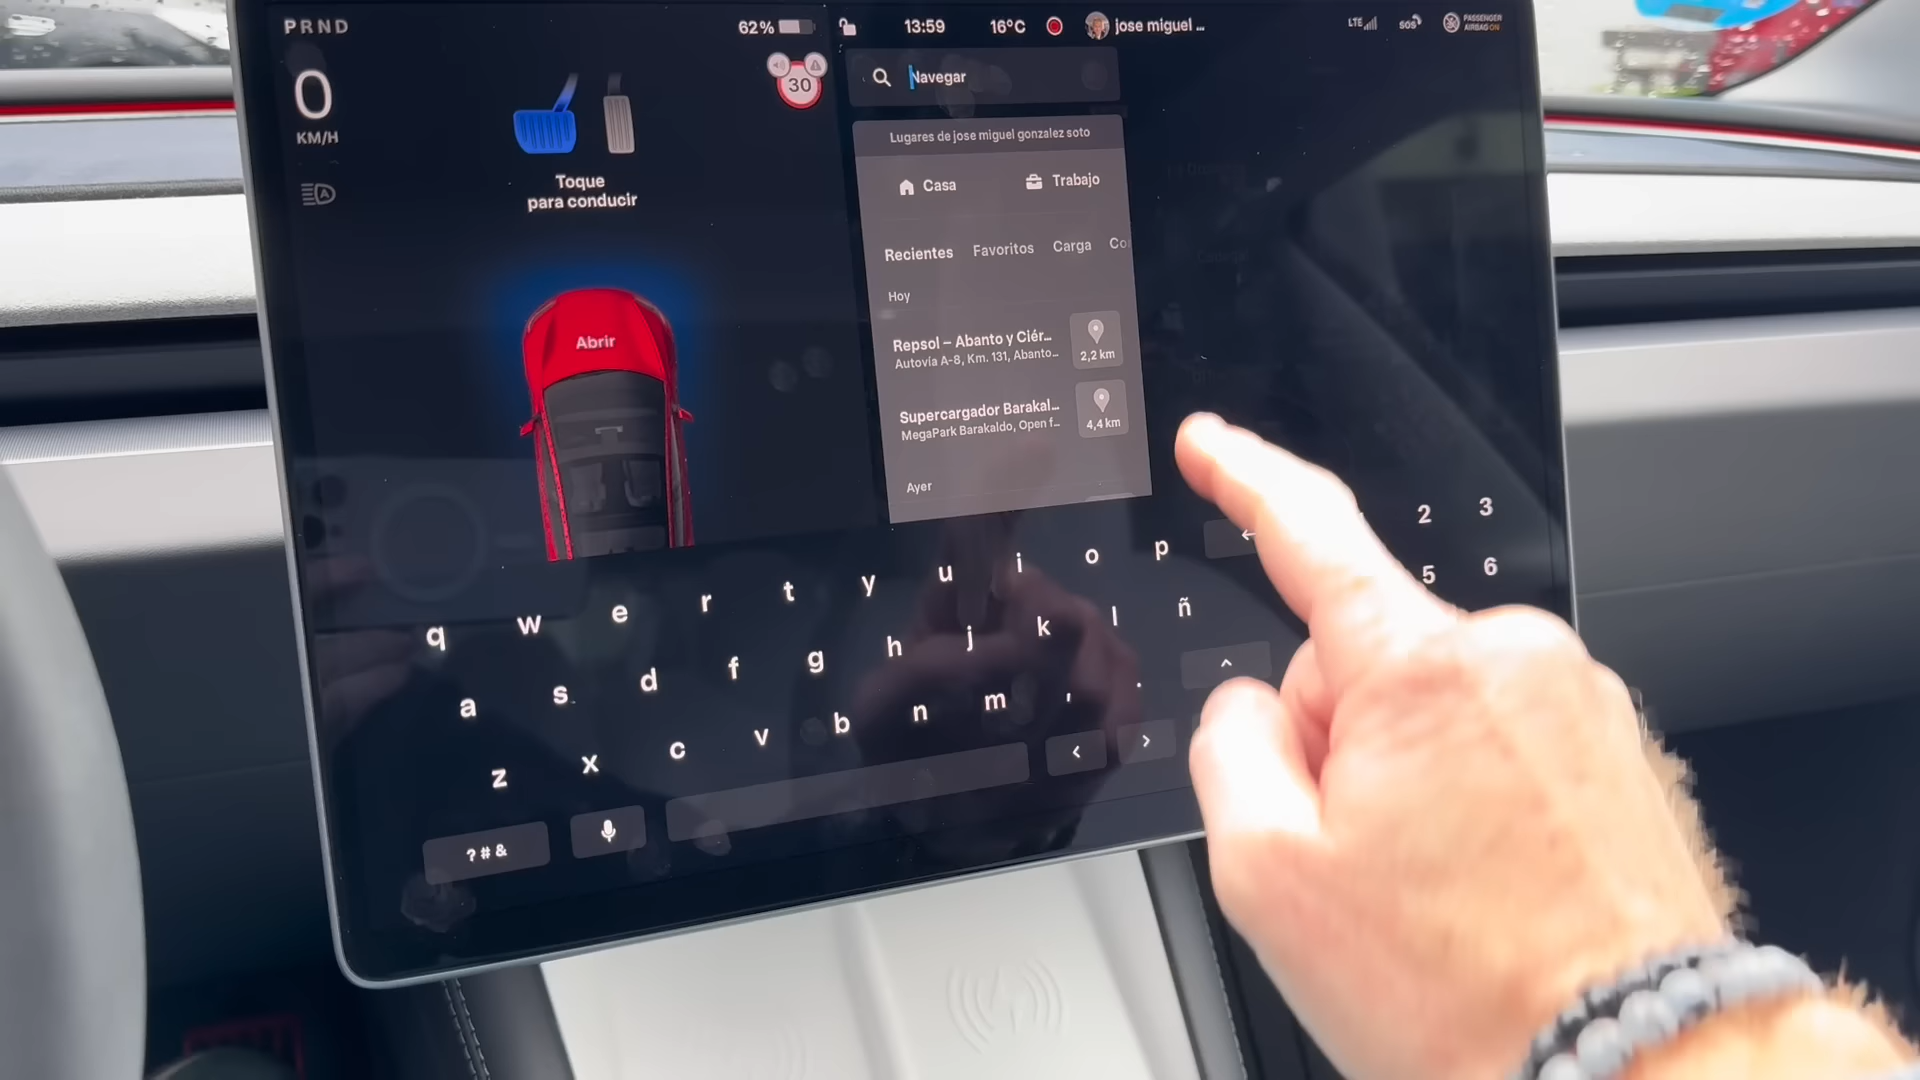 PRND
62%
13:59
16°C
jose miguel ...
LTE
SOS
PASSENGER
AIRBAG ON
0
KM/H
30
Toque
para conducir
Abrir
Navegar
Lugares de jose miguel gonzalez soto
Casa
Trabajo
Recientes
Favoritos
Carga
Co
Hoy
Repsol – Abanto y Ciér...
Autovía A-8, Km. 131, Abanto...
2,2 km
Supercargador Barakal...
MegaPark Barakaldo, Open f...
4,4 km
Ayer
q w e r t y u i o p ← 2 3
a s d f g h j k l ñ 5 6
z x c v b n m , . ^
?#& < >